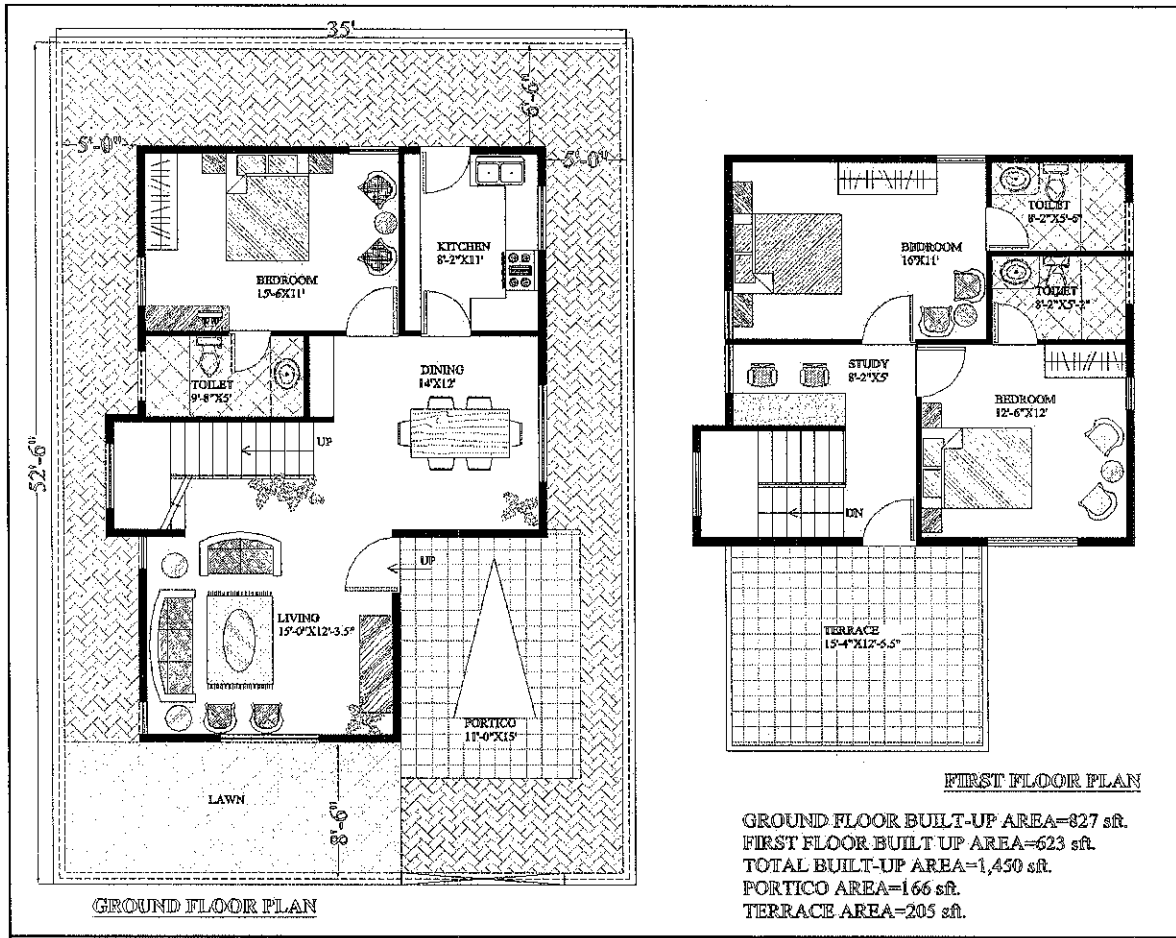 35'
6'-6"
5'-0"
5'-0"
KITCHEN
8'-2"X11'
BEDROOM
15'-6X11'
TOILET
9'-8"X5'
DINING
14'X12'
UP
52'-6"
UP
LIVING
15'-0"X12'-3.5"
PORTICO
11'-0"X15'
LAWN
GROUND FLOOR PLAN
TOILET
8'-2"X5'-6"
BEDROOM
16'X11'
TOILET
8'-2"X5'-2"
STUDY
8'-2"X5'
BEDROOM
12'-6"X12'
DN
TERRACE
15'-4"X12'-5.5"
FIRST FLOOR PLAN
GROUND FLOOR BUILT-UP AREA=827 sft.
FIRST FLOOR BUILT UP AREA=623 sft.
TOTAL BUILT-UP AREA=1,450 sft.
PORTICO AREA=166 sft.
TERRACE AREA=205 sft.